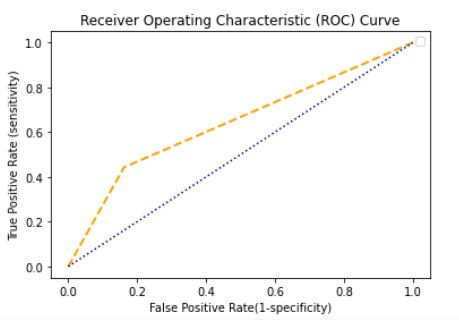 Receiver Operating Characteristic (ROC) Curve
1.0
0.8
0.6
0.4
0.2
0.0
True Positive Rate (sensitivity)
0.0 0.2 0.4 0.6 0.8 1.0
False Positive Rate(1-specificity)